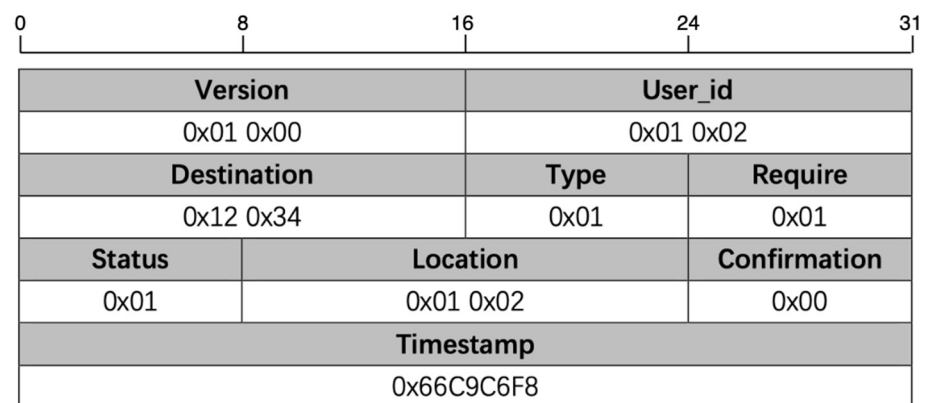 0 8 16 24 31
Version User_id
0x01 0x00 0x01 0x02
Destination Type Require
0x12 0x34 0x01 0x01
Status Location Confirmation
0x01 0x01 0x02 0x00
Timestamp
0x66C9C6F8